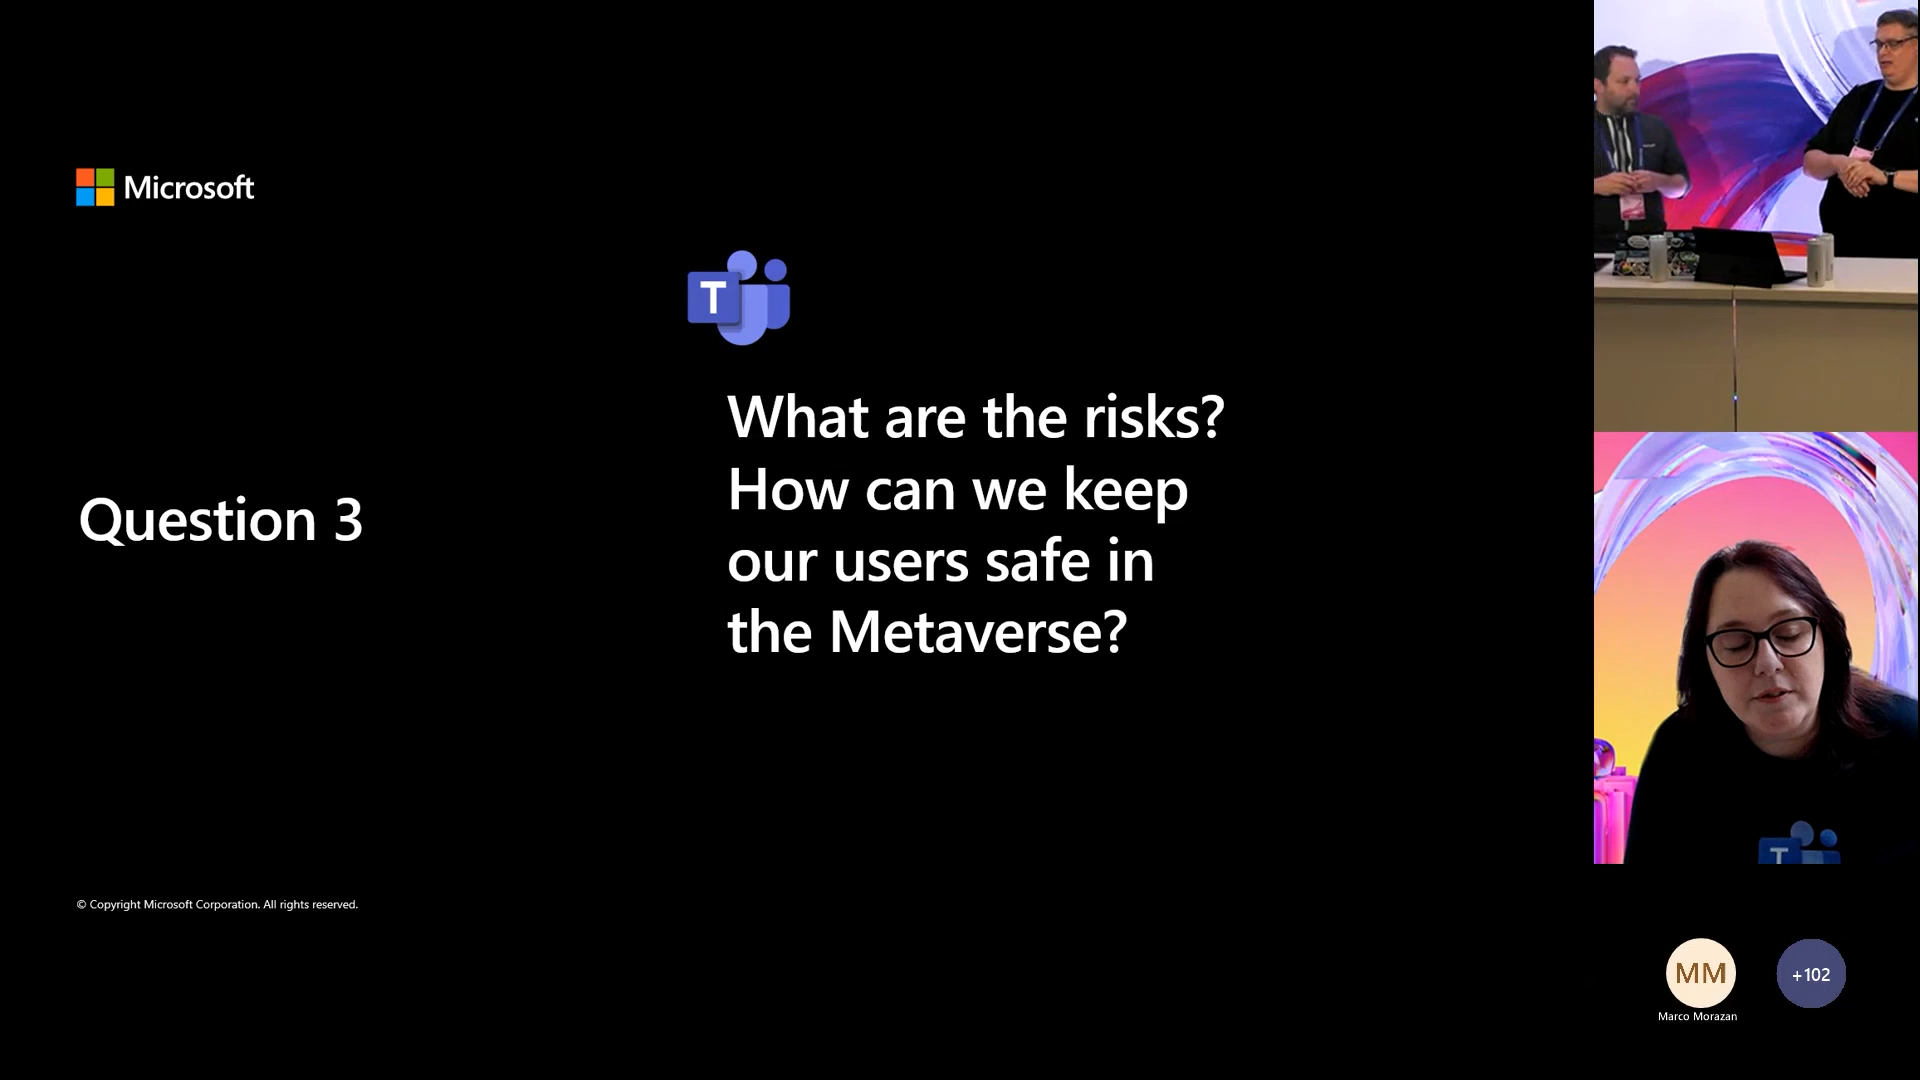 Microsoft
T
What are the risks?
How can we keep
our users safe in
the Metaverse?
Question 3
© Copyright Microsoft Corporation. All rights reserved.
T
MM
+102
Marco Morazan